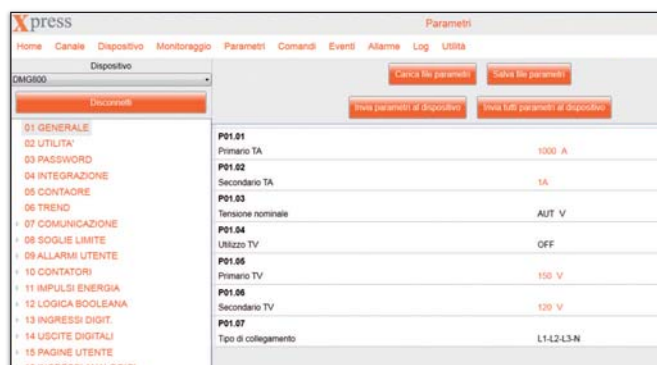 Xpress
Parametri
Home Canale Dispositivo Monitoraggio Parametri Comandi Eventi Allarme Log Utilità
Dispositivo
DMG800
Disconnetti
Carica file parametri Salva file parametri
Invia parametri al dispositivo Invia tutti parametri al dispositivo
01 GENERALE
02 UTILITA'
03 PASSWORD
04 INTEGRAZIONE
05 CONTAORE
06 TREND
07 COMUNICAZIONE
08 SOGLIE LIMITE
09 ALLARMI UTENTE
10 CONTATORI
11 IMPULSI ENERGIA
12 LOGICA BOOLEANA
13 INGRESSI DIGIT.
14 USCITE DIGITALI
15 PAGINE UTENTE
P01.01
Primario TA 1000 A
P01.02
Secondario TA 1A
P01.03
Tensione nominale AUT V
P01.04
Utilizzo TV OFF
P01.05
Primario TV 150 V
P01.06
Secondario TV 120 V
P01.07
Tipo di collegamento L1-L2-L3-N